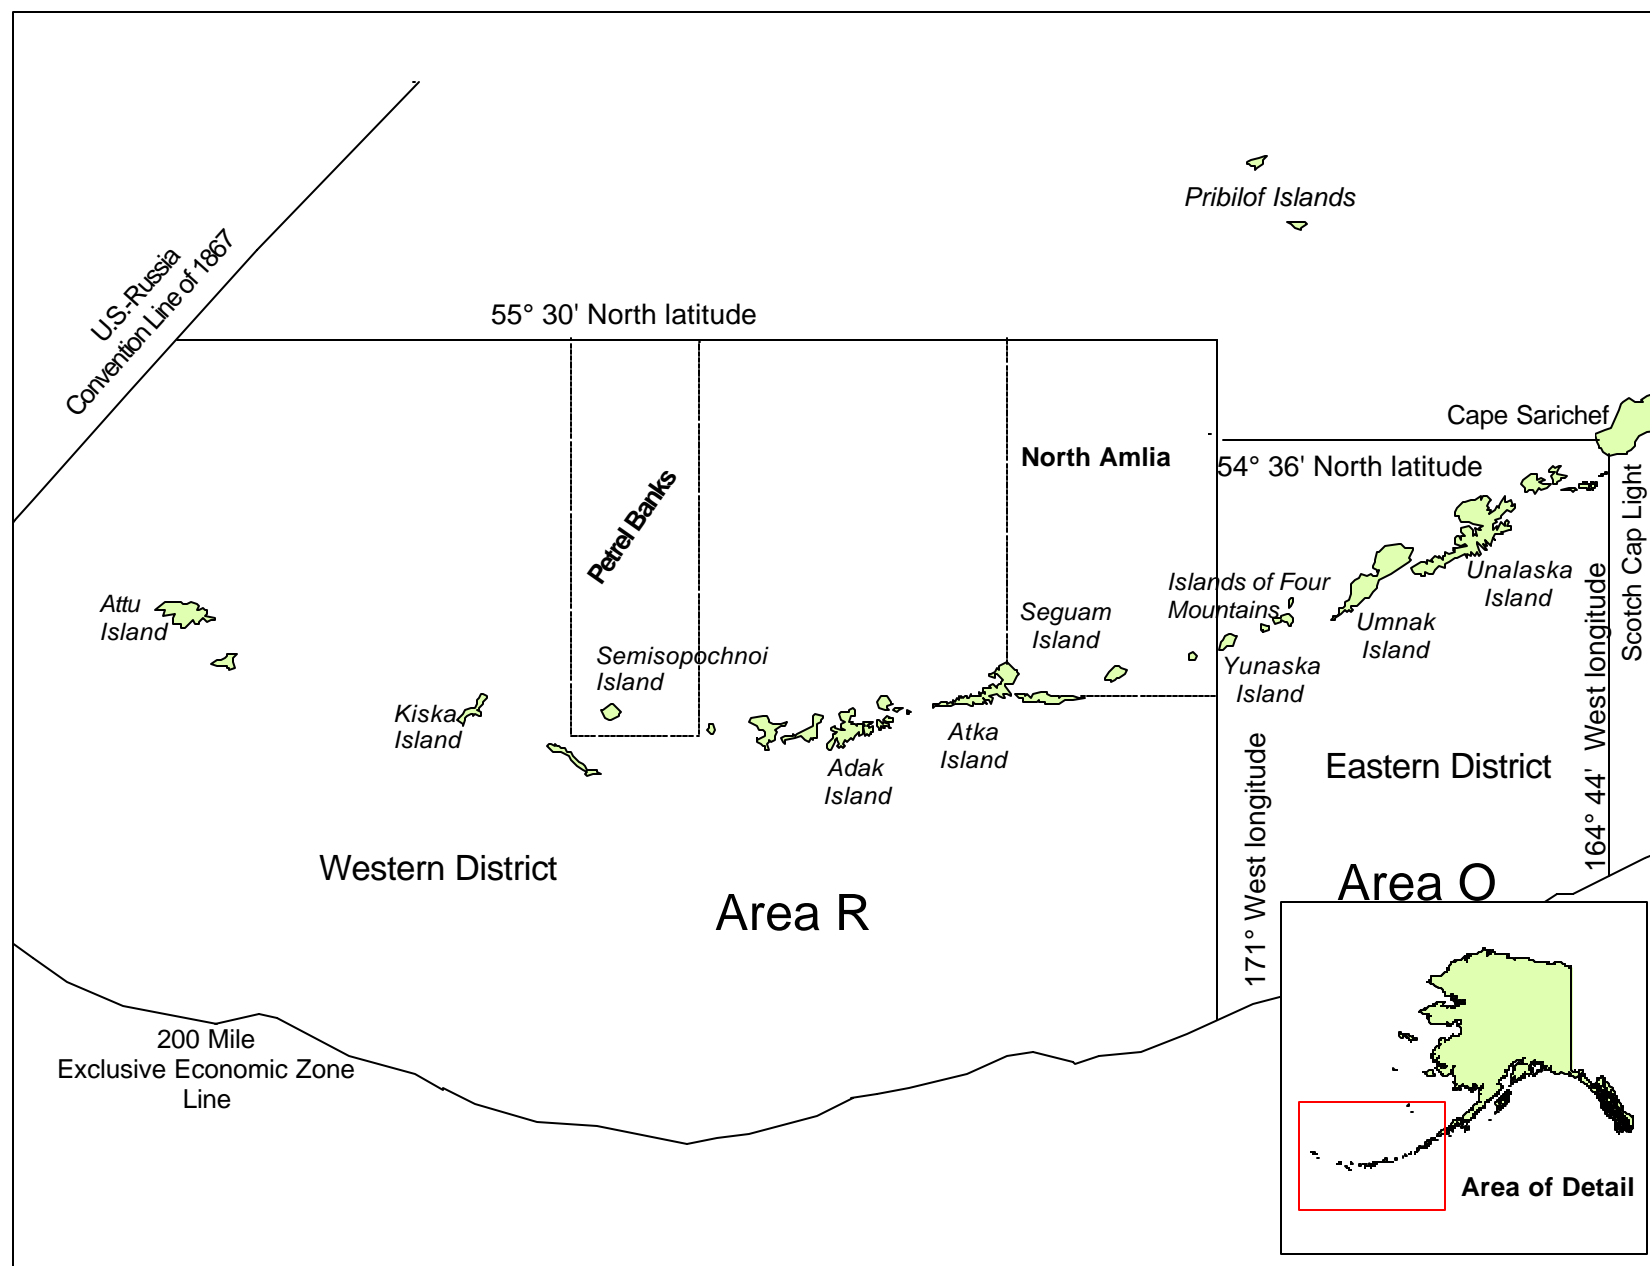 Pribilof Islands
U.S.-Russia
Convention Line of 1867
55° 30' North latitude
Cape Sarichef
North Amlia
54° 36' North latitude
Petrel Banks
Scotch Cap Light
Attu
Island
Islands of Four
Mountains
Unalaska
Island
Seguam
Island
Umnak
Island
Semisopochnoi
Island
Yunaska
Island
Kiska
Island
Atka
Island
Adak
Island
171° West longitude
Eastern District
164° 44' West longitude
Western District
Area R
Area O
200 Mile
Exclusive Economic Zone
Line
Area of Detail